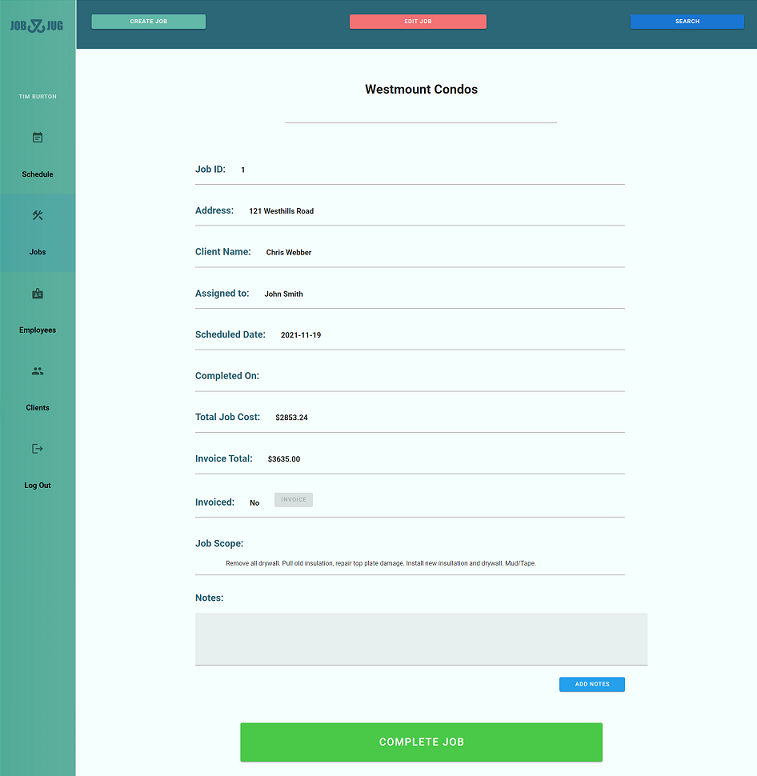 JOB JUG
CREATE JOB
EDIT JOB
SEARCH
TIM BURTON
Schedule
Jobs
Employees
Clients
Log Out
Westmount Condos
Job ID: 1
Address: 121 Westhills Road
Client Name: Chris Webber
Assigned to: John Smith
Scheduled Date: 2021-11-19
Completed On:
Total Job Cost: $2853.24
Invoice Total: $3635.00
Invoiced: No INVOICE
Job Scope:
Remove all drywall. Pull old insulation, repair top plate damage. Install new insullation and drywall. Mud/Tape.
Notes:
ADD NOTES
COMPLETE JOB